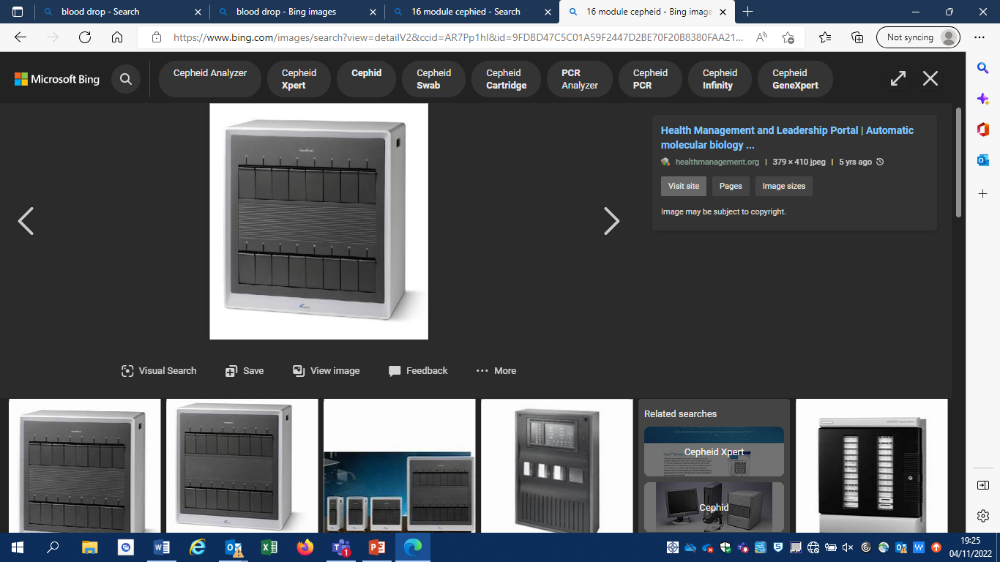 blood drop - Search
blood drop - Bing images
16 module cephied - Search
16 module cepheid - Bing image
https://www.bing.com/images/search?view=detailV2&ccid=AR7Pp1hI&id=9FDBD47C5C01A59F2447D2BE70F20B8380FAA21...
Not syncing
Microsoft Bing
Cepheid Analyzer
Cepheid
Xpert
Cephid
Cepheid
Swab
Cepheid
Cartridge
PCR
Analyzer
Cepheid
PCR
Cepheid
Infinity
Cepheid
GeneXpert
Health Management and Leadership Portal | Automatic
molecular biology ...
healthmanagement.org | 379 × 410 jpeg | 5 yrs ago
Visit site
Pages
Image sizes
Image may be subject to copyright.
Visual Search
Save
View image
Feedback
More
Related searches
Cepheid Xpert
Cephid
19:25
04/11/2022